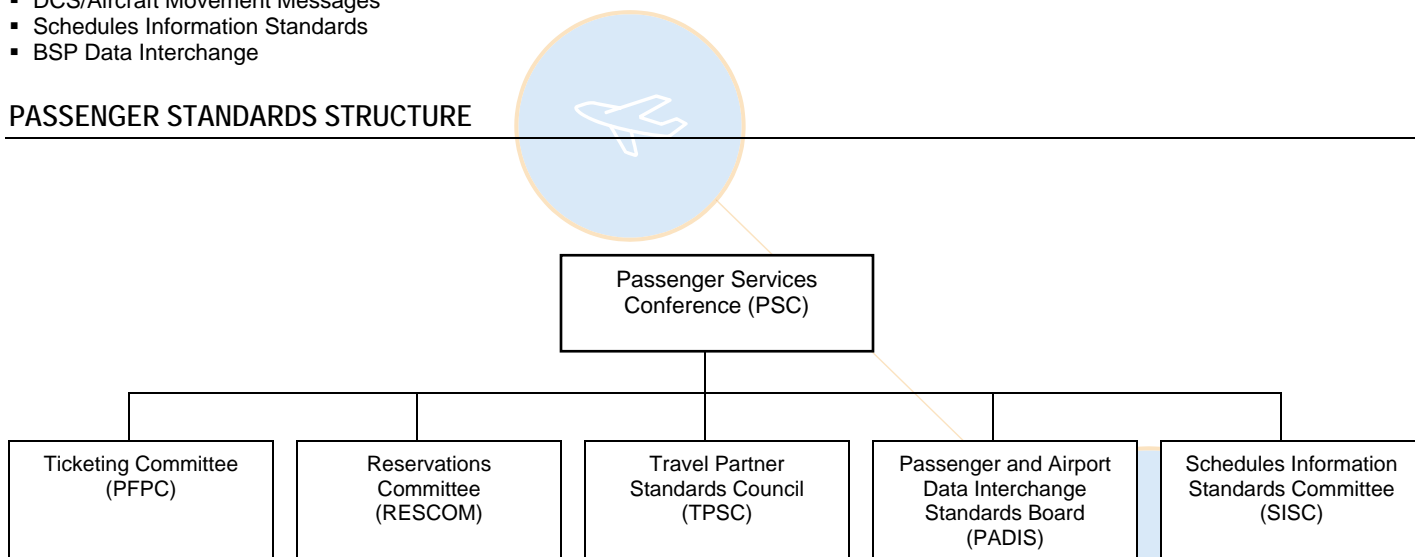 ▪ DCS/Aircraft Movement Messages
▪ Schedules Information Standards
▪ BSP Data Interchange
PASSENGER STANDARDS STRUCTURE
Passenger Services
Conference (PSC)
Ticketing Committee
(PFPC)
Reservations
Committee
(RESCOM)
Travel Partner
Standards Council
(TPSC)
Passenger and Airport
Data Interchange
Standards Board
(PADIS)
Schedules Information
Standards Committee
(SISC)